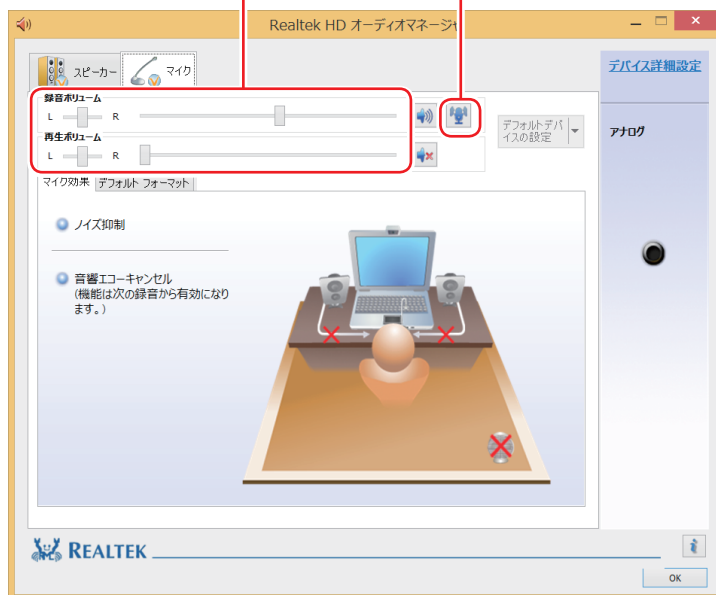 Realtek HD オーディオマネージャ
スピーカー
マイク
デバイス詳細設定
録音ボリューム
L
R
デフォルトデバ
イスの設定
アナログ
再生ボリューム
L
R
マイク効果
デフォルト フォーマット
ノイズ抑制
音響エコーキャンセル
(機能は次の録音から有効になり
ます。)
REALTEK
i
OK